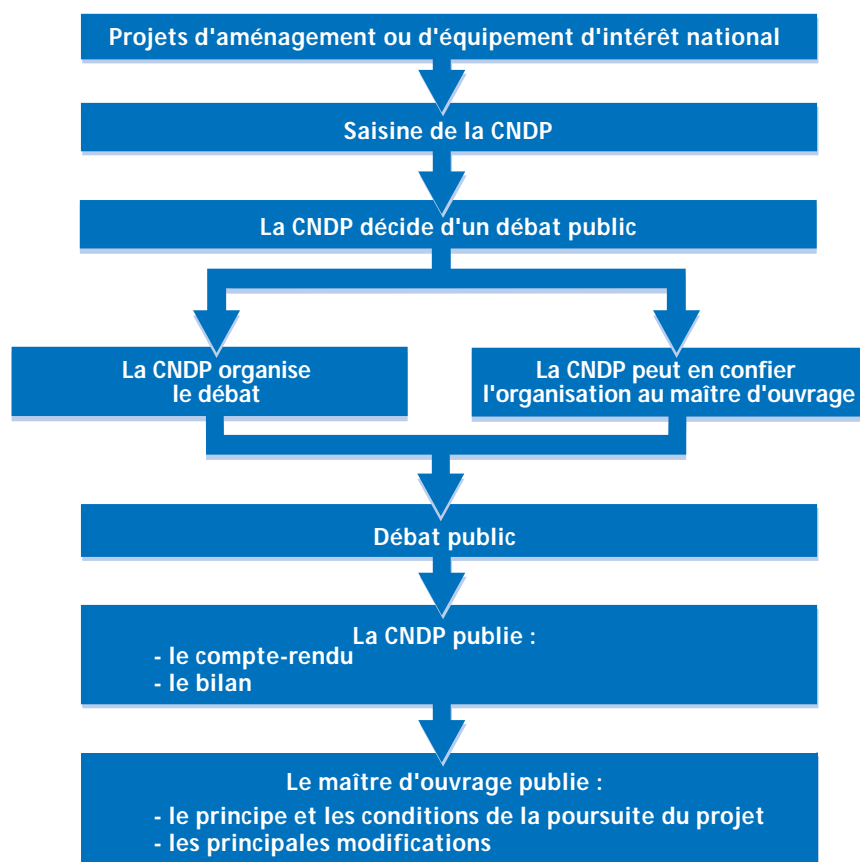 Projets d'aménagement ou d'équipement d'intérêt national
Saisine de la CNDP
La CNDP décide d'un débat public
La CNDP organise
le débat
La CNDP peut en confier
l'organisation au maître d'ouvrage
Débat public
La CNDP publie :
- le compte-rendu
- le bilan
Le maître d'ouvrage publie :
- le principe et les conditions de la poursuite du projet
- les principales modifications